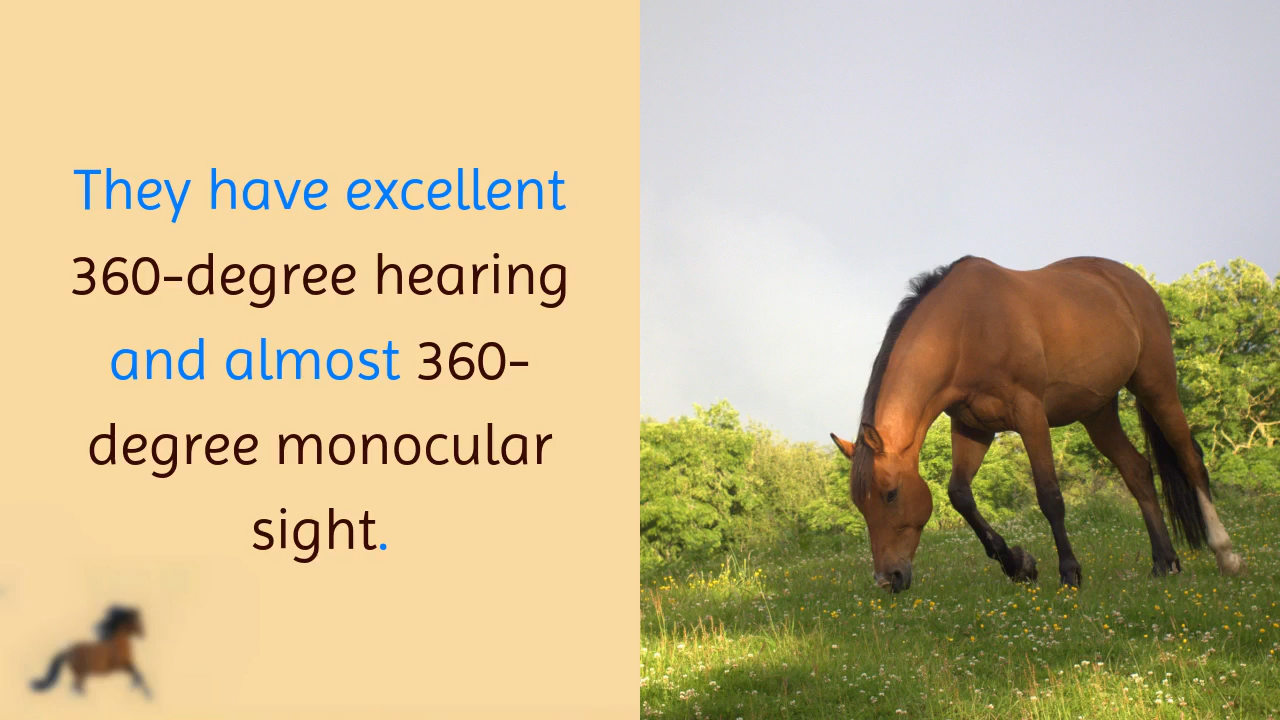 They have excellent
360-degree hearing
and almost 360-
degree monocular
sight.